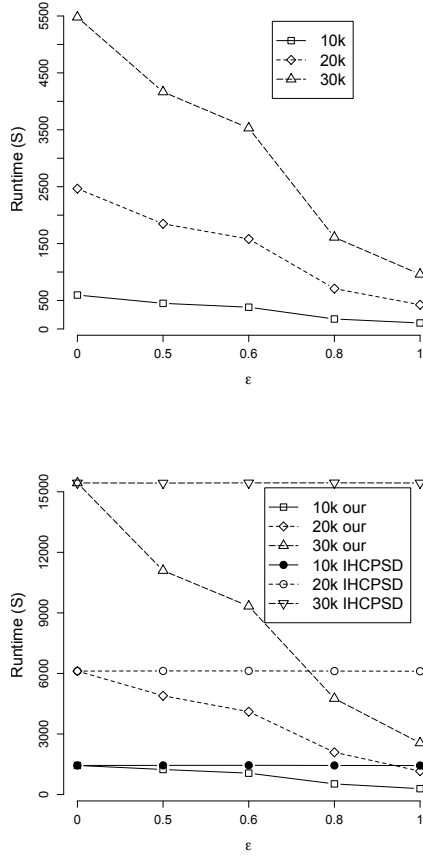 5500
4500
3500
2500
1500
500
0
Runtime (S)
10k
20k
30k
0 0.5 0.6 0.8 1
ε
15000
12000
9000
6000
3000
0
Runtime (S)
10k our
20k our
30k our
10k IHCPSD
20k IHCPSD
30k IHCPSD
0 0.5 0.6 0.8 1
ε